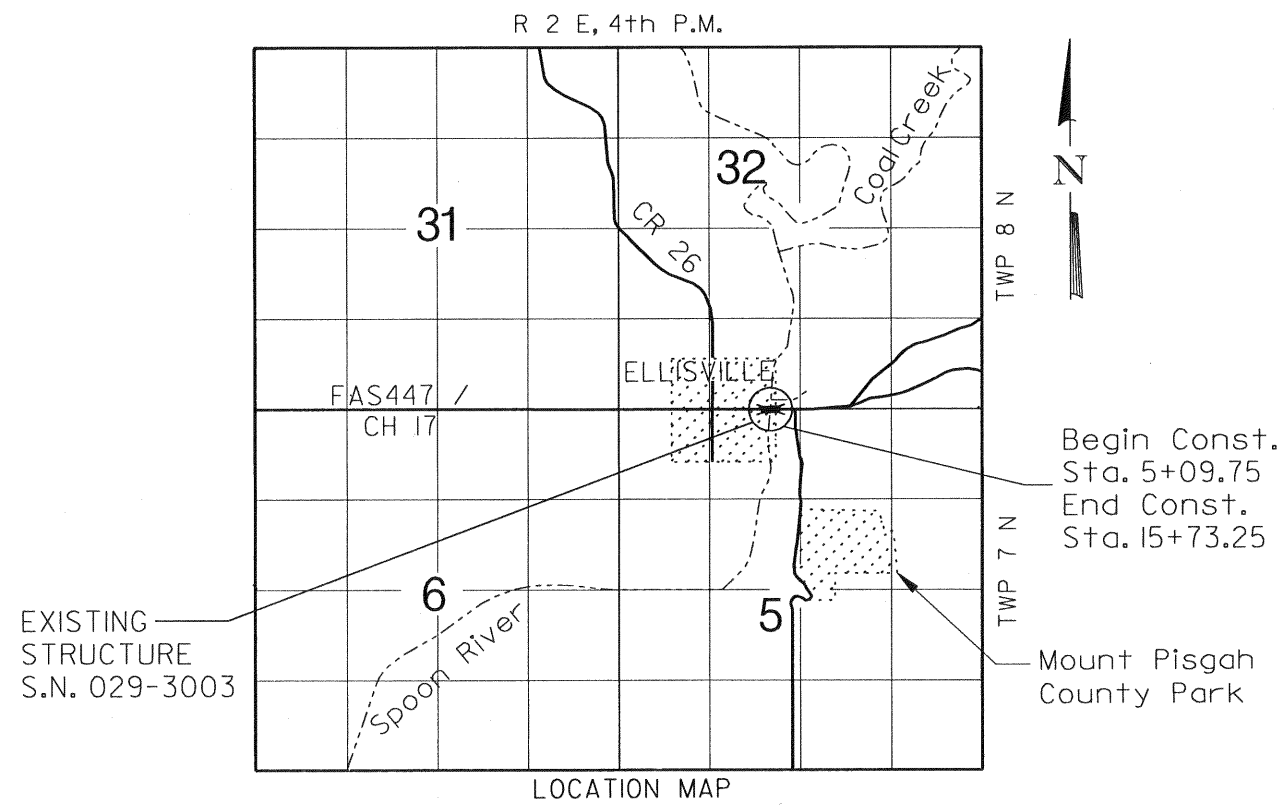 R 2 E, 4th P.M.
Coal Creek
N
32
31
CR 26
TWP 8 N
ELLISVILLE
FAS447 /
CH 17
Begin Const.
Sta. 5+09.75
End Const.
Sta. 15+73.25
TWP 7 N
6
5
Spoon River
EXISTING
STRUCTURE
S.N. 029-3003
Mount Pisgah
County Park
LOCATION MAP